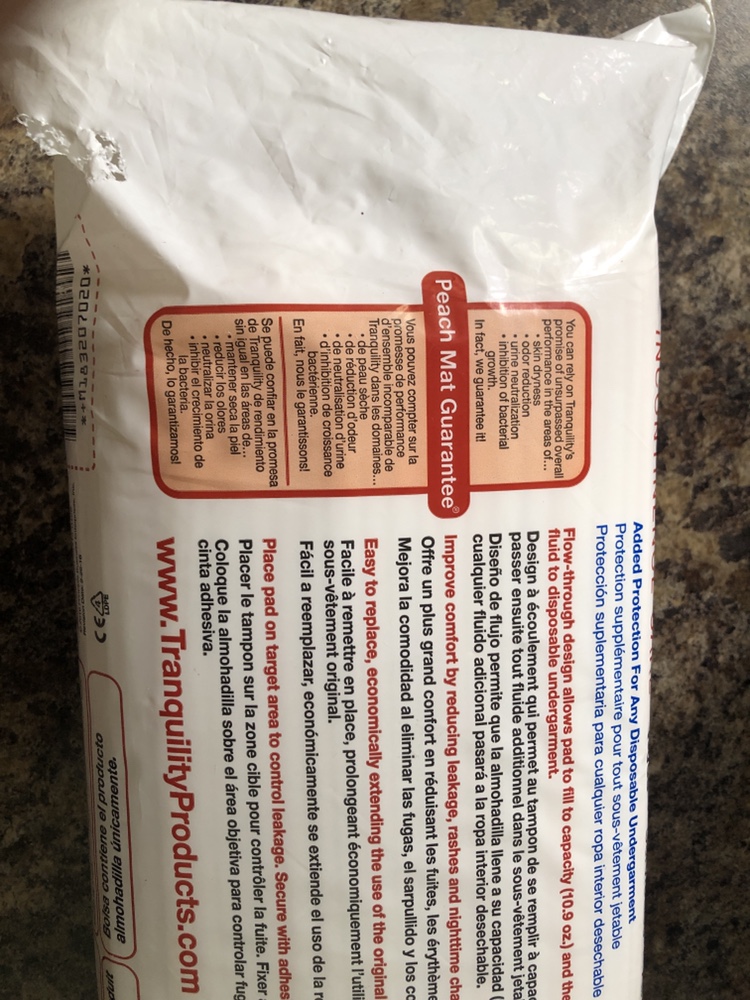 Added Protection For Any Disposable Undergarment
Protection supplémentaire pour tout sous-vêtement jetable
Protección suplementaria para cualquier ropa interior desechable
Flow-through design allows pad to fill to capacity (10.9 oz.) and the
fluid to disposable undergarment.
Design à écoulement qui permet au tampon de se remplir à capa
passer ensuite tout fluide additionnel dans le sous-vêtement jeta
Diseño de flujo permite que la almohadilla llene a su capacidad (
cualquier fluido adicional pasará a la ropa interior desechable.
Improve comfort by reducing leakage, rashes and nighttime cha
Offre un plus grand confort en réduisant les fuites, les érythème
Mejora la comodidad al eliminar las fugas, el sarpullido y los co
Easy to replace, economically extending the use of the original
Facile à remettre en place, prolongeant économiquement l'utili
sous-vêtement original.
Fácil a reemplazar, económicamente se extiende el uso de la r
Place pad on target area to control leakage. Secure with adhes
Placer le tampon sur la zone cible pour contrôler la fuite. Fixer
Coloque la almohadilla sobre el área objetiva para controlar fug
cinta adhesiva.
www.TranquilityProducts.com
You can rely on Tranquility's
promise of unsurpassed overall
performance in the areas of...
• skin dryness
• odor reduction
• urine neutralization
• inhibition of bacterial
growth.
In fact, we guarantee it!
Peach Mat Guarantee®
Vous pouvez compter sur la
promesse de performance
d'ensemble incomparable de
Tranquility dans les domaines...
• de peau sèche
• de réduction d'odeur
• de neutralisation d'urine
• d'inhibition de croissance
bactérienne.
En fait, nous le garantissons!
Se puede confiar en la promesa
de Tranquility de rendimiento
sin igual en las áreas de...
• mantener seca la piel
• reducir los olores
• neutralizar la orina
• inhibir el crecimiento de
la bacteria.
De hecho, lo garantizamos!
LDPE
4
CE
Bolsa contiene el producto
almohadilla únicamente.